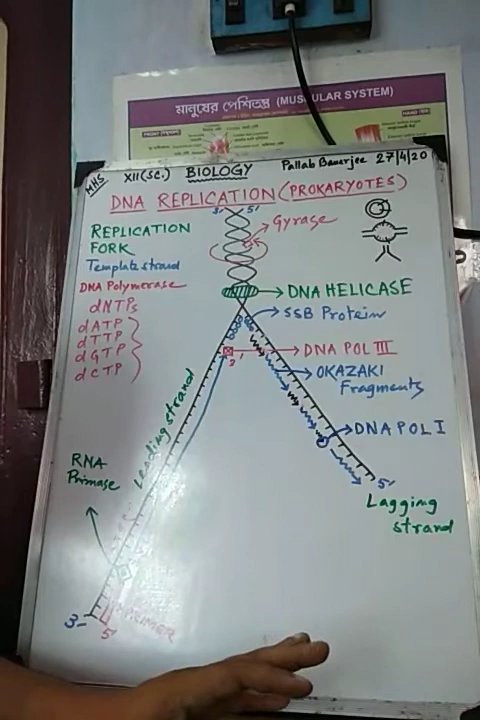 মানুষের পেশিতন্ত্র (MUSCULAR SYSTEM)
MHS
XII(SC.) BIOLOGY Pallab Banerjee 27/4/20
DNA REPLICATION (PROKARYOTES)
3' 5'
Gyrase
REPLICATION
FORK
Template strand
DNA Polymerase
dNTPs
dATP
dTTP
dGTP
dCTP
DNA HELICASE
SSB Protein
DNA POL III
3'
OKAZAKI
Fragments
DNA POL I
Leading strand
RNA
Primase
5'
Lagging
strand
3'
5'
PRIMER